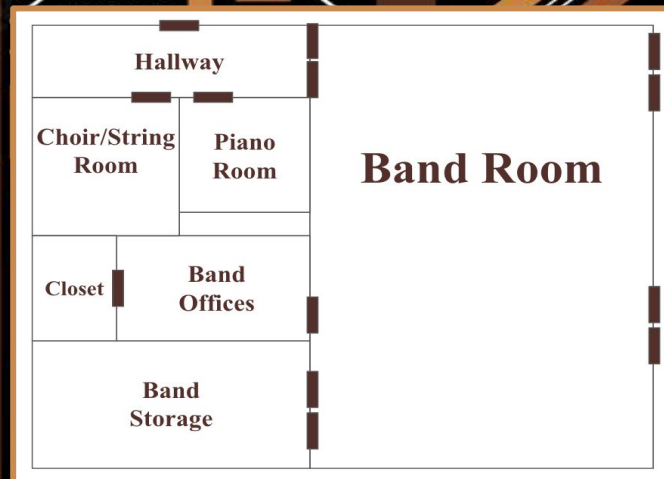 Hallway
Choir/String
Room
Piano
Room
Band Room
Closet
Band
Offices
Band
Storage